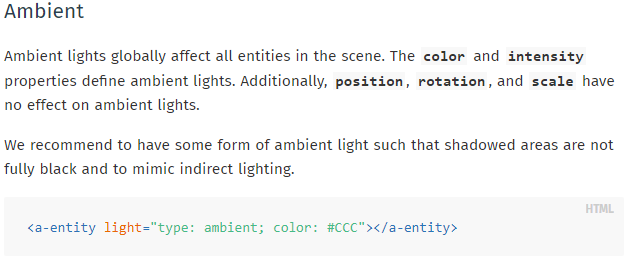 Ambient
Ambient lights globally affect all entities in the scene. The color and intensity
properties define ambient lights. Additionally, position, rotation, and scale have
no effect on ambient lights.
We recommend to have some form of ambient light such that shadowed areas are not
fully black and to mimic indirect lighting.
HTML
<a-entity light="type: ambient; color: #CCC"></a-entity>